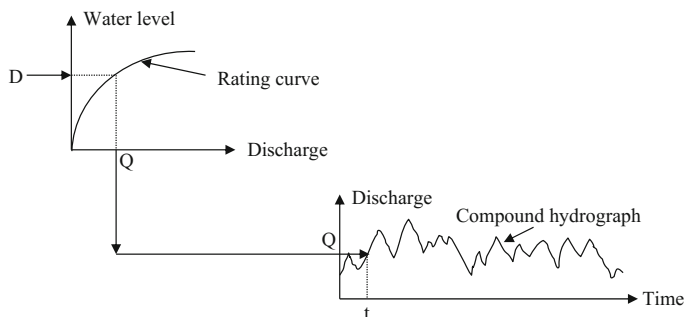 Water level
D
Rating curve
Q
Discharge
Discharge
Compound hydrograph
Q
Time
t